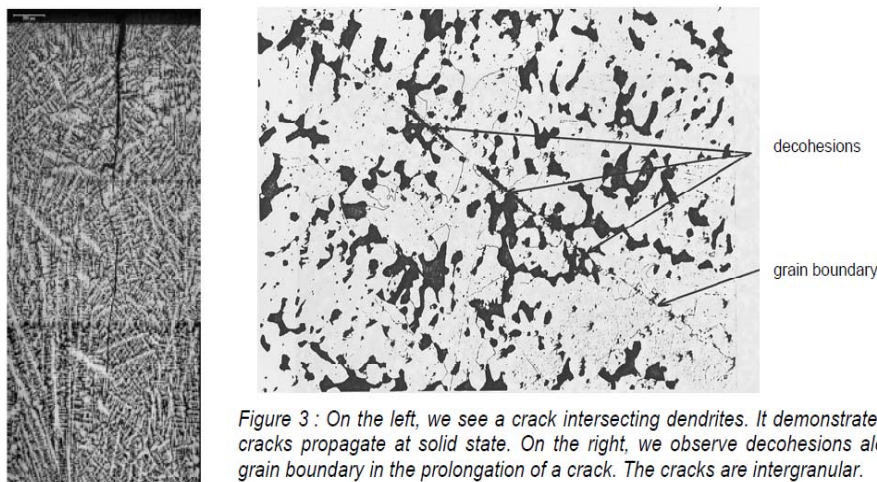 decohesions
grain boundary
Figure 3 : On the left, we see a crack intersecting dendrites. It demonstrate
cracks propagate at solid state. On the right, we observe decohesions alo
grain boundary in the prolongation of a crack. The cracks are intergranular.